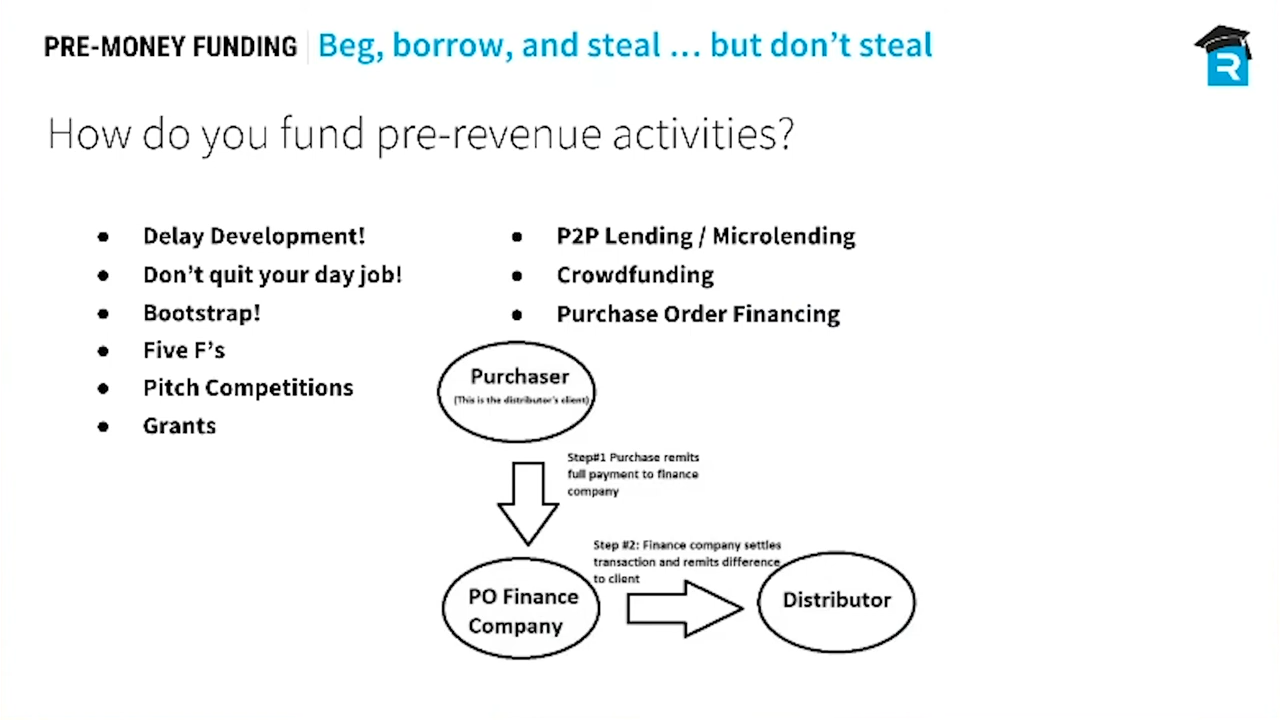 PRE-MONEY FUNDING Beg, borrow, and steal ... but don't steal
How do you fund pre-revenue activities?
● Delay Development!
● Don't quit your day job!
● Bootstrap!
● Five F's
● Pitch Competitions
● Grants
● P2P Lending / Microlending
● Crowdfunding
● Purchase Order Financing
Purchaser
(This is the distributor's client)
Step#1 Purchase remits
full payment to finance
company
Step #2: Finance company settles
transaction and remits difference
to client
PO Finance
Company
Distributor
R